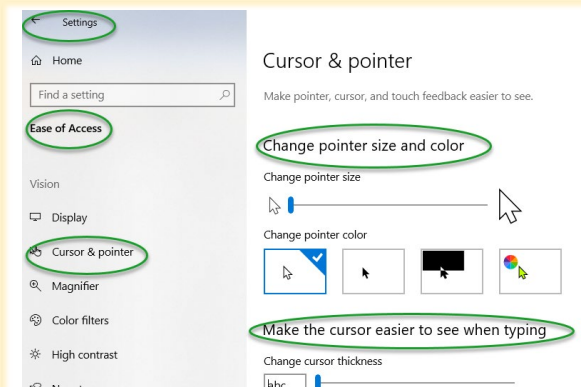 Settings
Home
Find a setting
Ease of Access
Vision
Display
Cursor & pointer
Magnifier
Color filters
High contrast
Cursor & pointer
Make pointer, cursor, and touch feedback easier to see.
Change pointer size and color
Change pointer size
Change pointer color
Make the cursor easier to see when typing
Change cursor thickness
abc